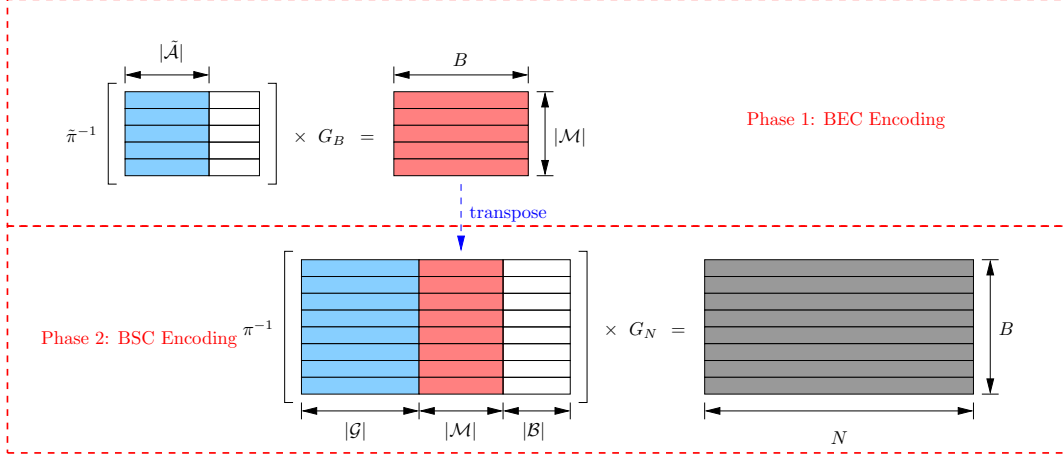 |𝒜̃|
B
π̃⁻¹ [ ] × G_B =
|ℳ|
Phase 1: BEC Encoding
transpose
Phase 2: BSC Encoding
π⁻¹ [ ] × G_N =
B
|𝒢| |ℳ| |ℬ|
N